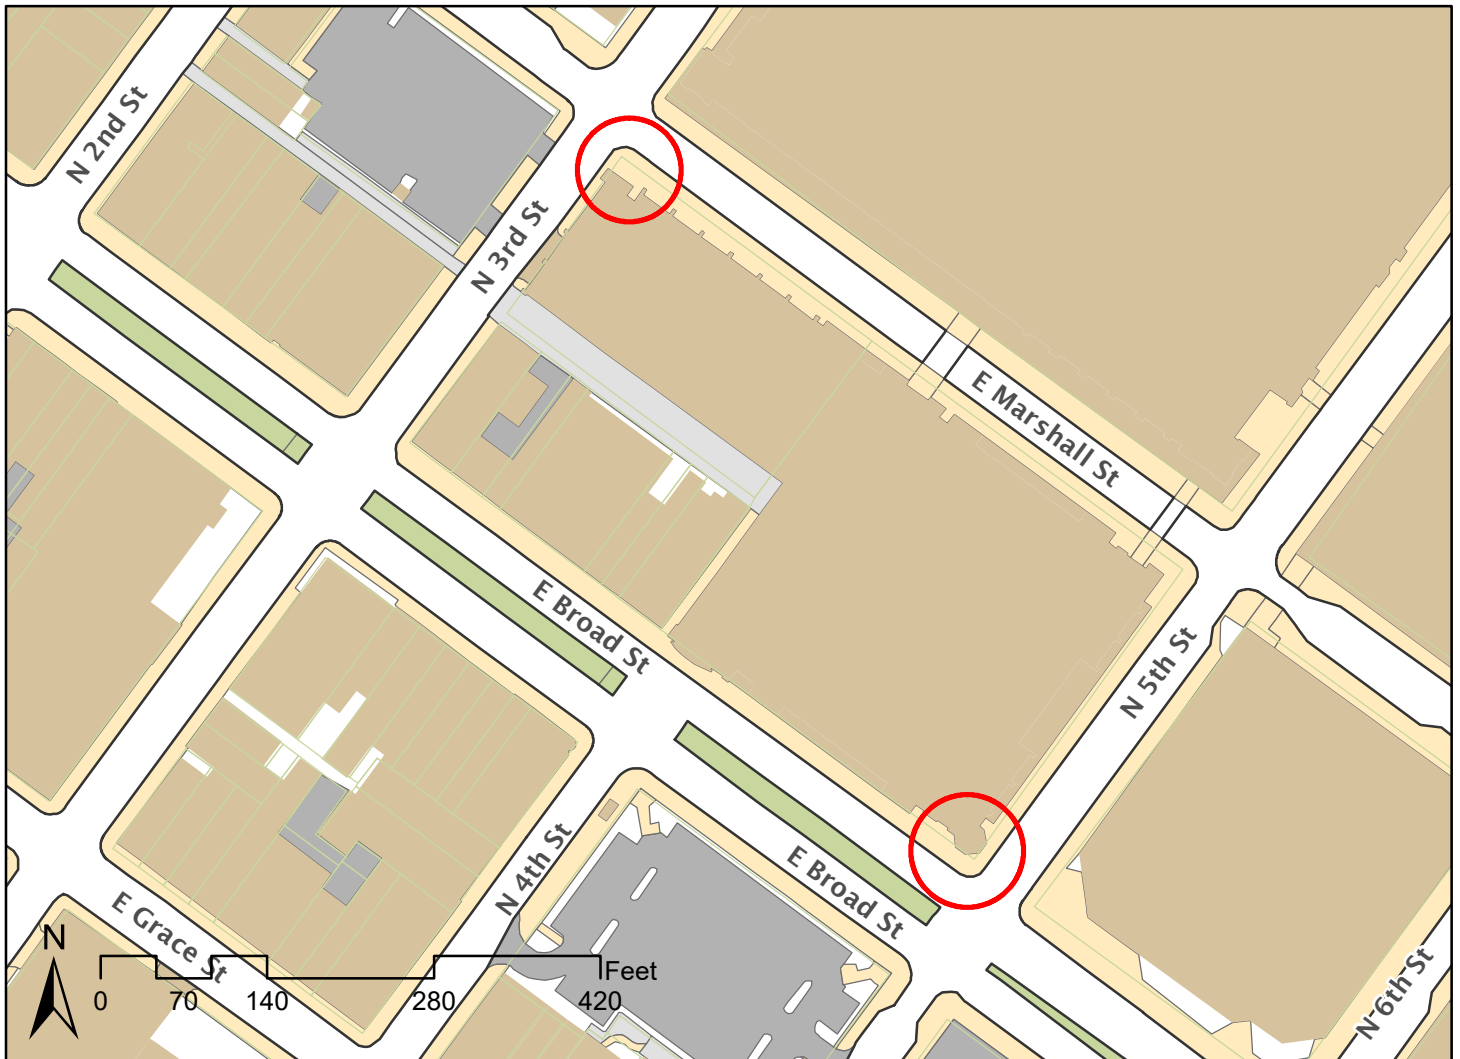 N 2nd St
N 3rd St
E Marshall St
E Broad St
N 5th St
N 4th St
E Broad St
E Grace St
N 6th St
N
Feet
0 70 140 280 420